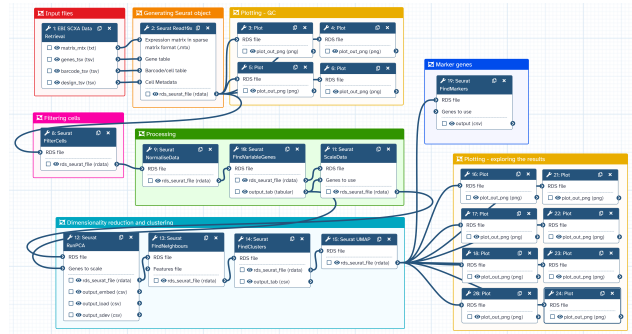 Input files
1: EBI SCXA Data Retrieval
matrix_mtx (txt)
genes_tsv (tsv)
barcode_tsv (tsv)
design_tsv (tsv)
Generating Seurat object
2: Seurat Read10x
Expression matrix in sparse matrix format (.mtx)
Gene table
Barcode/cell table
Cell Metadata
rds_seurat_file (rdata)
Plotting - QC
3: Plot
plot_out_png (png)
4: Plot
plot_out_png (png)
5: Plot
plot_out_png (png)
6: Plot
plot_out_png (png)
Marker genes
19: Seurat FindMarkers
RDS file
Genes to use
output (csv)
Filtering cells
8: Seurat FilterCells
RDS file
rds_seurat_file (rdata)
Processing
9: Seurat NormaliseData
RDS file
rds_seurat_file (rdata)
10: Seurat FindVariableGenes
RDS file
rds_seurat_file (rdata)
output_tab (tabular)
11: Seurat ScaleData
RDS file
Genes to use
rds_seurat_file (rdata)
Plotting - exploring the results
16: Plot
RDS file
plot_out_png (png)
21: Plot
RDS file
plot_out_png (png)
17: Plot
RDS file
plot_out_png (png)
22: Plot
RDS file
plot_out_png (png)
18: Plot
RDS file
plot_out_png (png)
23: Plot
RDS file
plot_out_png (png)
20: Plot
RDS file
plot_out_png (png)
24: Plot
RDS file
plot_out_png (png)
Dimensionality reduction and clustering
12: Seurat RunPCA
RDS file
Genes to scale
rds_seurat_file (rdata)
output_embed (csv)
output_load (csv)
output_sdev (csv)
13: Seurat FindNeighbours
RDS file
Features file
rds_seurat_file (rdata)
14: Seurat FindClusters
RDS file
rds_seurat_file (rdata)
output_tab (csv)
15: Seurat UMAP
RDS file
rds_seurat_file (rdata)